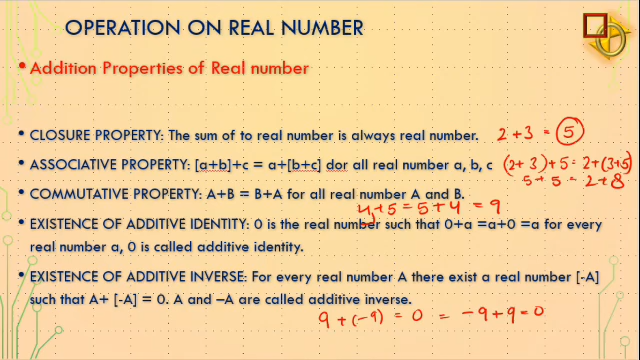 OPERATION ON REAL NUMBER
• Addition Properties of Real number
• CLOSURE PROPERTY: The sum of to real number is always real number. 2 + 3 = 5
• ASSOCIATIVE PROPERTY: [a+b]+c = a+[b+c] dor all real number a, b, c (2+ 3)+5 = 2+(3+5)
5 + 5 = 2+8
• COMMUTATIVE PROPERTY: A+B = B+A for all real number A and B.
4+5 = 5+4 = 9
• EXISTENCE OF ADDITIVE IDENTITY: 0 is the real number such that 0+a =a+0 =a for every
real number a, 0 is called additive identity.
• EXISTENCE OF ADDITIVE INVERSE: For every real number A there exist a real number [-A]
such that A+ [-A] = 0. A and –A are called additive inverse.
9 + (-9) = 0 = -9+9=0